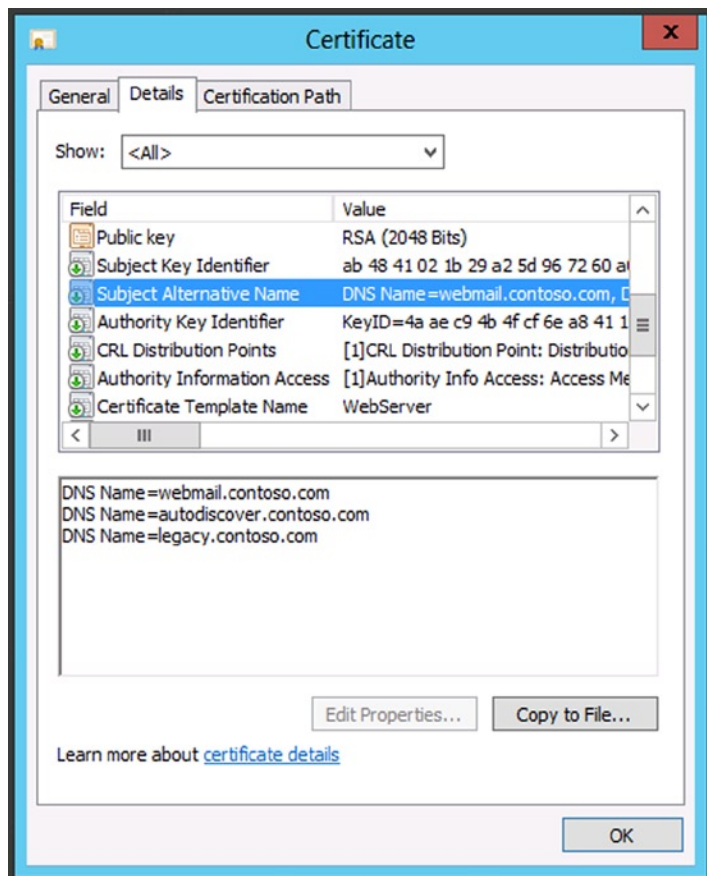 Certificate
x
General Details Certification Path
Show: <All>
Field Value
Public key RSA (2048 Bits)
Subject Key Identifier ab 48 41 02 1b 29 a2 5d 96 72 60
Subject Alternative Name DNS Name=webmail.contoso.com,
Authority Key Identifier KeyID=4a ae c9 4b 4f cf 6e a8 41 1
CRL Distribution Points [1]CRL Distribution Point: Distributio
Authority Information Access [1]Authority Info Access: Access Me
Certificate Template Name WebServer
DNS Name=webmail.contoso.com
DNS Name=autodiscover.contoso.com
DNS Name=legacy.contoso.com
Edit Properties... Copy to File...
Learn more about certificate details
OK